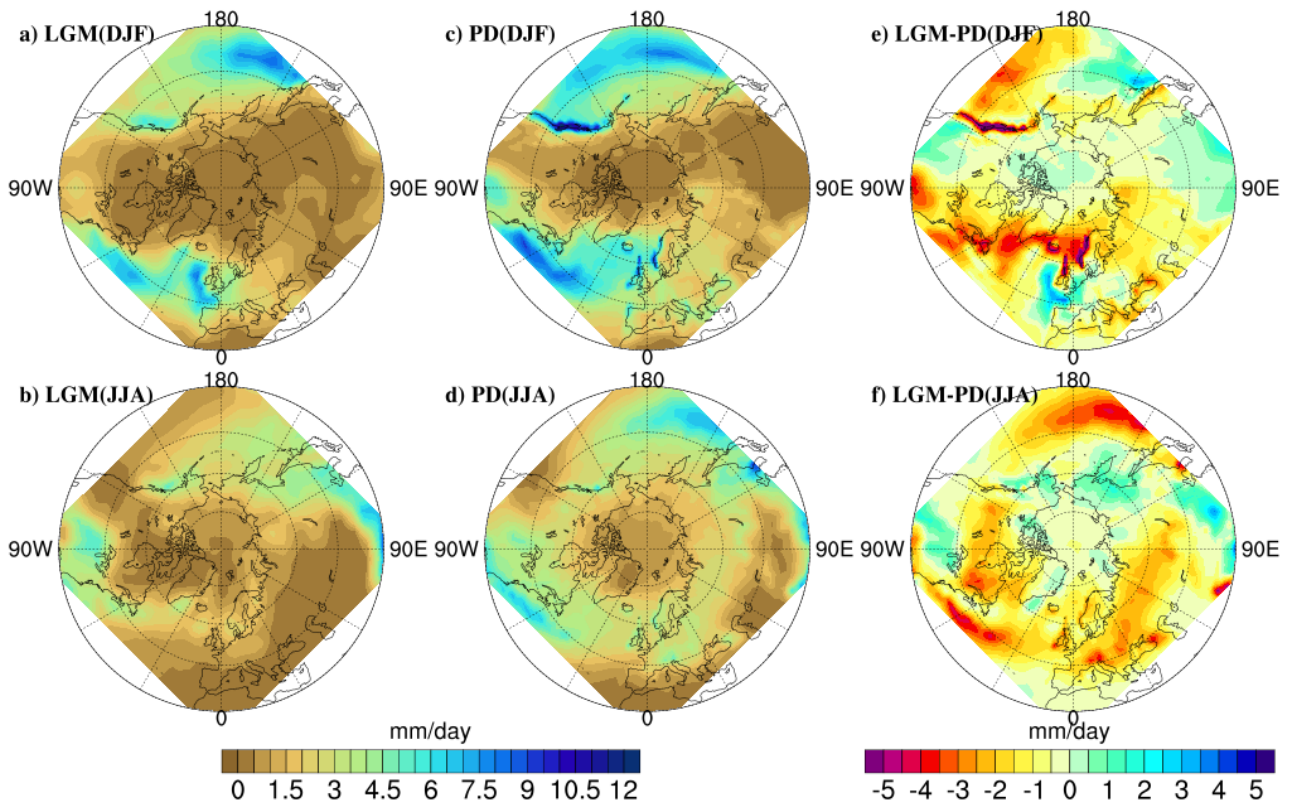 180 180 180
a) LGM(DJF) c) PD(DJF) e) LGM-PD(DJF)
90W 90E 90W 90E 90W 90E
0 0 0
180 180 180
b) LGM(JJA) d) PD(JJA) f) LGM-PD(JJA)
90W 90E 90W 90E 90W 90E
0 0 0
mm/day mm/day
0 1.5 3 4.5 6 7.5 9 10.5 12 -5 -4 -3 -2 -1 0 1 2 3 4 5